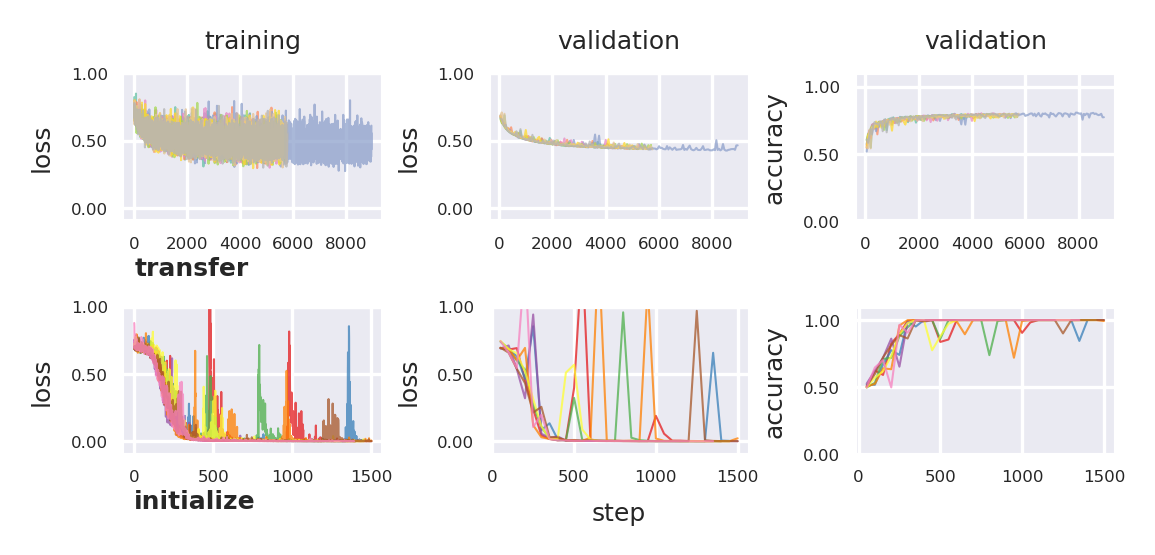 training validation validation
1.00 1.00 1.00
loss 0.50 loss 0.50 accuracy 0.50
0.00 0.00 0.00
0 2000 4000 6000 8000 0 2000 4000 6000 8000 0 2000 4000 6000 8000
transfer
1.00 1.00 1.00
loss 0.50 loss 0.50 accuracy 0.50
0.00 0.00 0.00
0 500 1000 1500 0 500 1000 1500 0 500 1000 1500
initialize
step